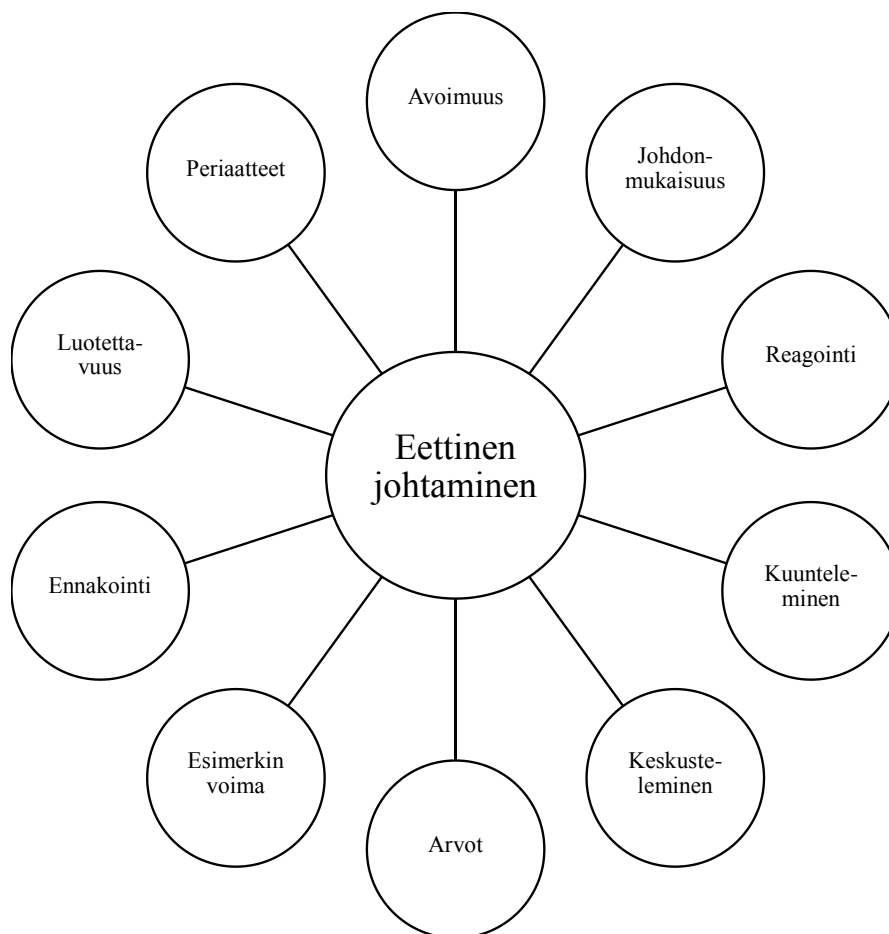 Avoimuus
Johdon-
mukaisuus
Reagointi
Kuuntele-
minen
Keskuste-
leminen
Arvot
Esimerkin
voima
Ennakointi
Luotetta-
vuus
Periaatteet
Eettinen
johtaminen